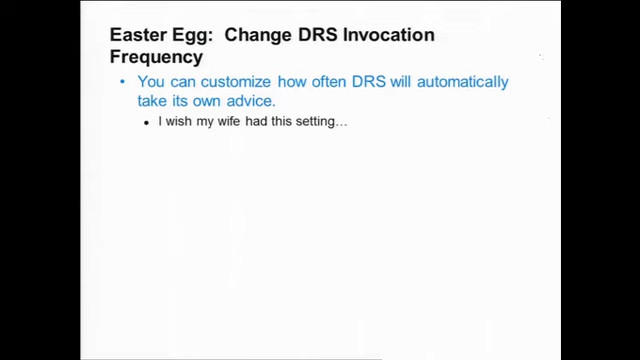 Easter Egg:  Change DRS Invocation
Frequency
• You can customize how often DRS will automatically
take its own advice.
• I wish my wife had this setting…